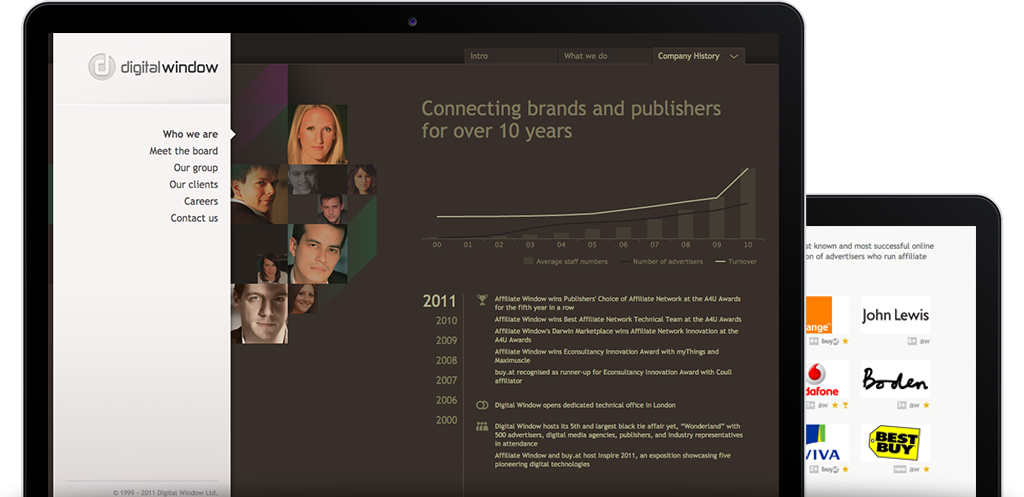 digitalwindow
Intro
What we do
Company History
Who we are
Meet the board
Our group
Our clients
Careers
Contact us
Connecting brands and publishers
for over 10 years
00 01 02 03 04 05 06 07 08 09 10
Average staff numbers
Number of advertisers
Turnover
2011
2010
2009
2008
2007
2006
2000
Affiliate Window wins Publishers' Choice of Affiliate Network at the A4U Awards
for the fifth year in a row
Affiliate Window wins Best Affiliate Network Technical Team at the A4U Awards
Affiliate Window's Darwin Marketplace wins Affiliate Network Innovation at the
A4U Awards
Affiliate Window wins Econsultancy Innovation Award with myThings and
Maximuscle
buy.at recognised as runner-up for Econsultancy Innovation Award with Coull
affiliator
Digital Window opens dedicated technical office in London
Digital Window hosts its 5th and largest black tie affair yet, "Wonderland" with
500 advertisers, digital media agencies, publishers, and industry representatives
in attendance
Affiliate Window and buy.at host Inspire 2011, an exposition showcasing five
pioneering digital technologies
© 1999 - 2011 Digital Window Ltd.
st known and most successful online
on of advertisers who run affiliate
ange
John Lewis
aw
dafone
Boden
aw
aw
VIVA
BEST
BUY
aw